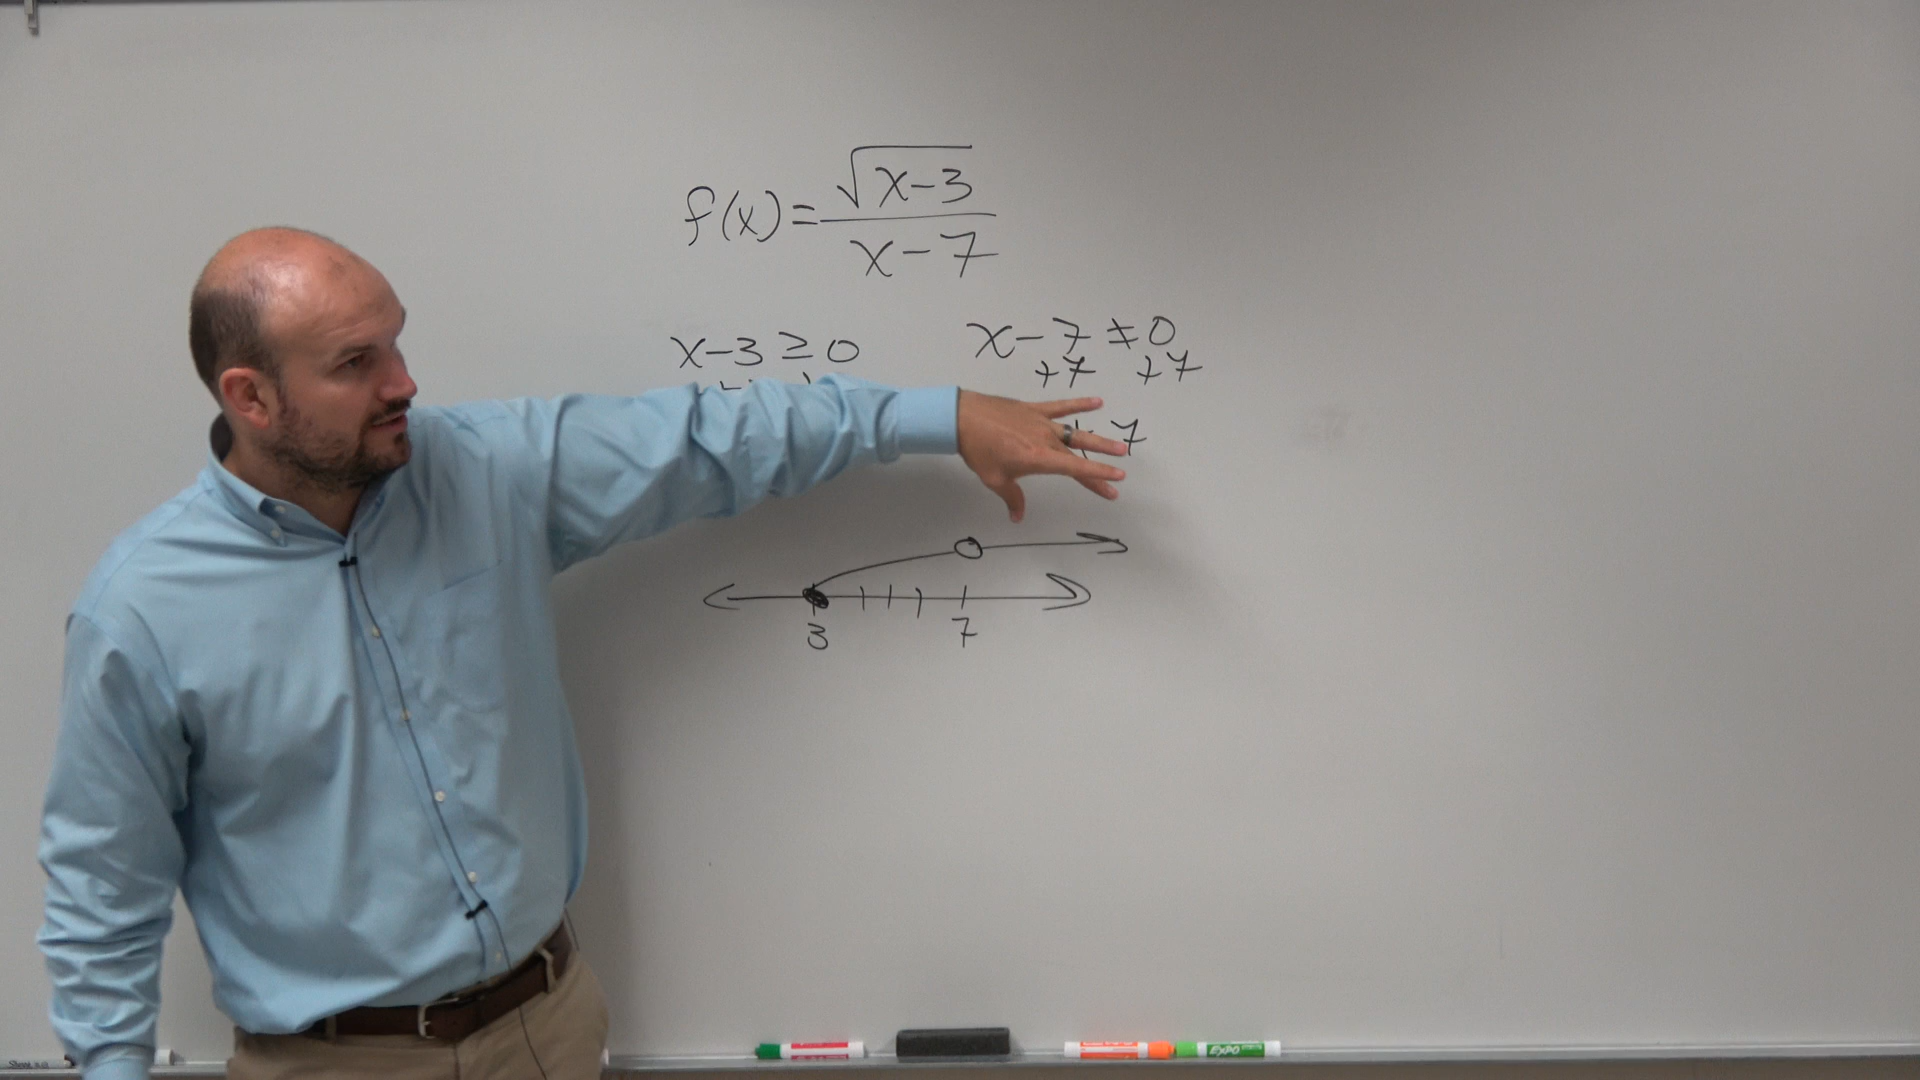 f(x) = √(x-3) / (x-7)
x-3 ≥ 0
x-7 ≠ 0
+7 +7
≠ 7
3 7
EXPO